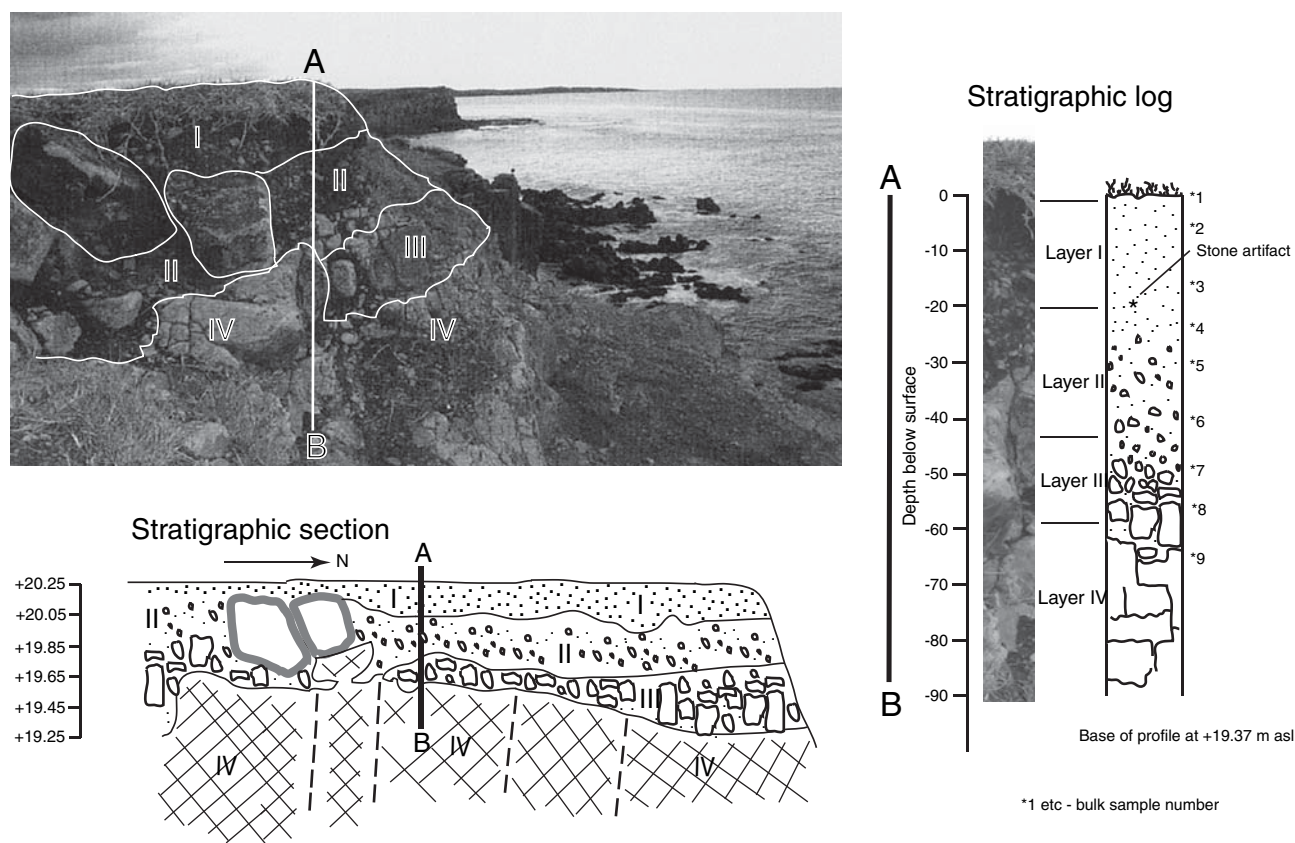 A
I
II
III
II
IV
IV
B
Stratigraphic section
N
A
+20.25
+20.05
+19.85
+19.65
+19.45
+19.25
II
I
I
II
III
B
IV
IV
IV
Stratigraphic log
A
B
Depth below surface
0
-10
-20
-30
-40
-50
-60
-70
-80
-90
Layer I
Layer II
Layer II
Layer IV
*1
*2
Stone artifact
*3
*
*4
*5
*6
*7
*8
*9
Base of profile at +19.37 m asl
*1 etc - bulk sample number